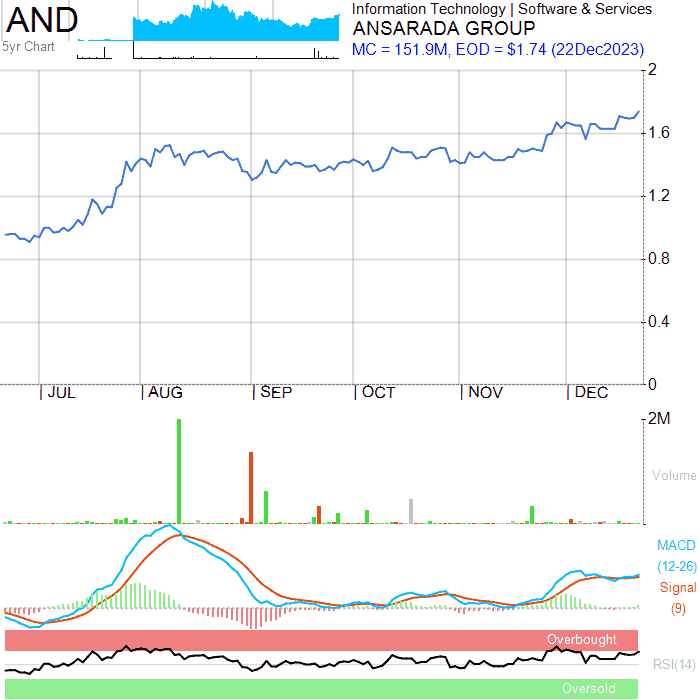 AND
5yr Chart
Information Technology | Software & Services
ANSARADA GROUP
MC = 151.9M, EOD = $1.74 (22Dec2023)
2
1.6
1.2
0.8
0.4
0
JUL AUG SEP OCT NOV DEC
2M
Volume
MACD
(12-26)
Signal
(9)
Overbought
RSI(14)
Oversold